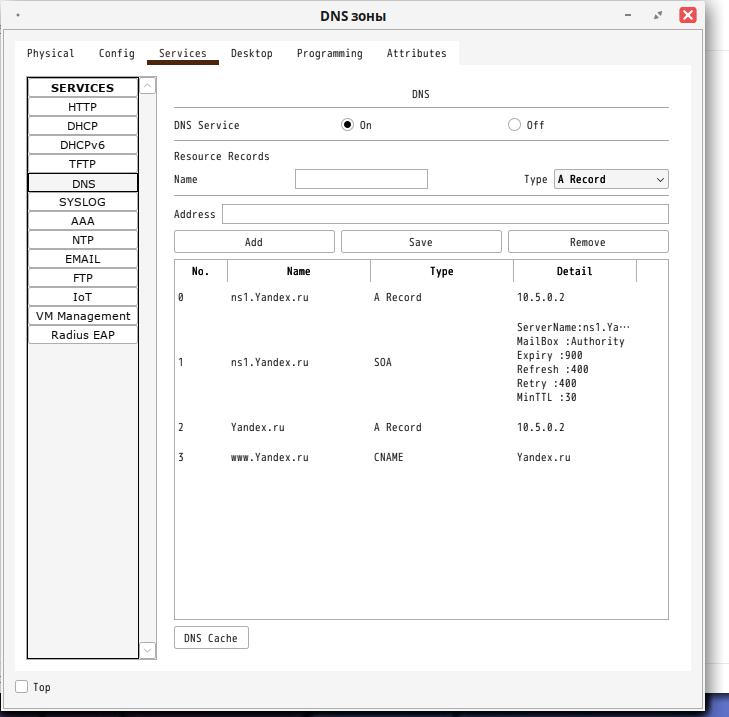 DNS зоны
Physical Config Services Desktop Programming Attributes
SERVICES
HTTP
DHCP
DHCPv6
TFTP
DNS
SYSLOG
AAA
NTP
EMAIL
FTP
IoT
VM Management
Radius EAP
DNS
DNS Service On Off
Resource Records
Name Type A Record
Address
Add Save Remove
No. Name Type Detail
0 ns1.Yandex.ru A Record 10.5.0.2
1 ns1.Yandex.ru SOA
ServerName:ns1.Ya···
MailBox :Authority
Expiry :900
Refresh :400
Retry :400
MinTTL :30
2 Yandex.ru A Record 10.5.0.2
3 www.Yandex.ru CNAME Yandex.ru
DNS Cache
Top